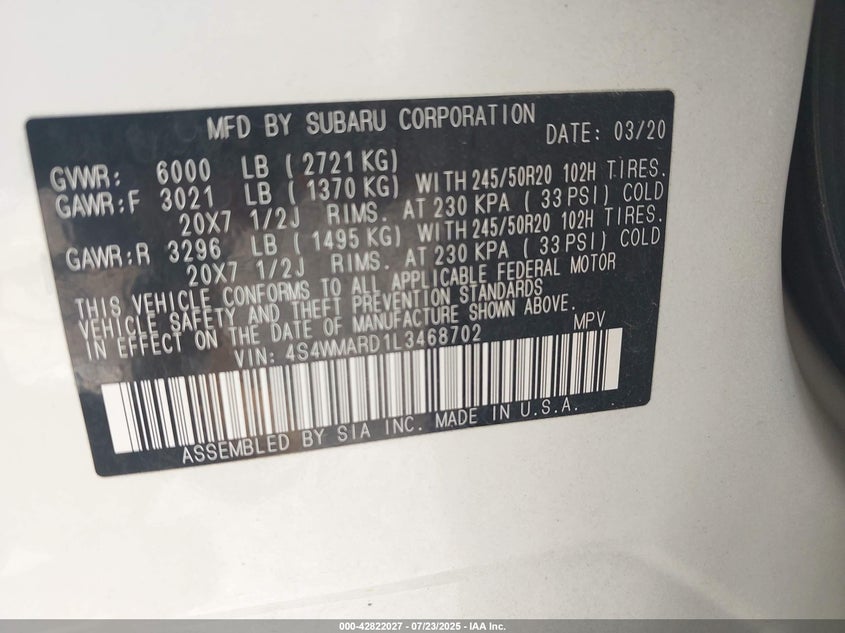 MFD BY SUBARU CORPORATION DATE: 03/20
GVWR: 6000 LB ( 2721 KG)
GAWR:F 3021 LB ( 1370 KG) WITH 245/50R20 102H TIRES.
20X7 1/2J RIMS. AT 230 KPA ( 33 PSI) COLD
GAWR:R 3296 LB ( 1495 KG) WITH 245/50R20 102H TIRES.
20X7 1/2J RIMS. AT 230 KPA ( 33 PSI) COLD
THIS VEHICLE CONFORMS TO ALL APPLICABLE FEDERAL MOTOR
VEHICLE SAFETY AND THEFT PREVENTION STANDARDS
IN EFFECT ON THE DATE OF MANUFACTURE SHOWN ABOVE.
VIN: 4S4WMARD1L3468702 MPV
ASSEMBLED BY SIA INC. MADE IN U.S.A.
000-42822027 - 07/23/2025 - IAA Inc.